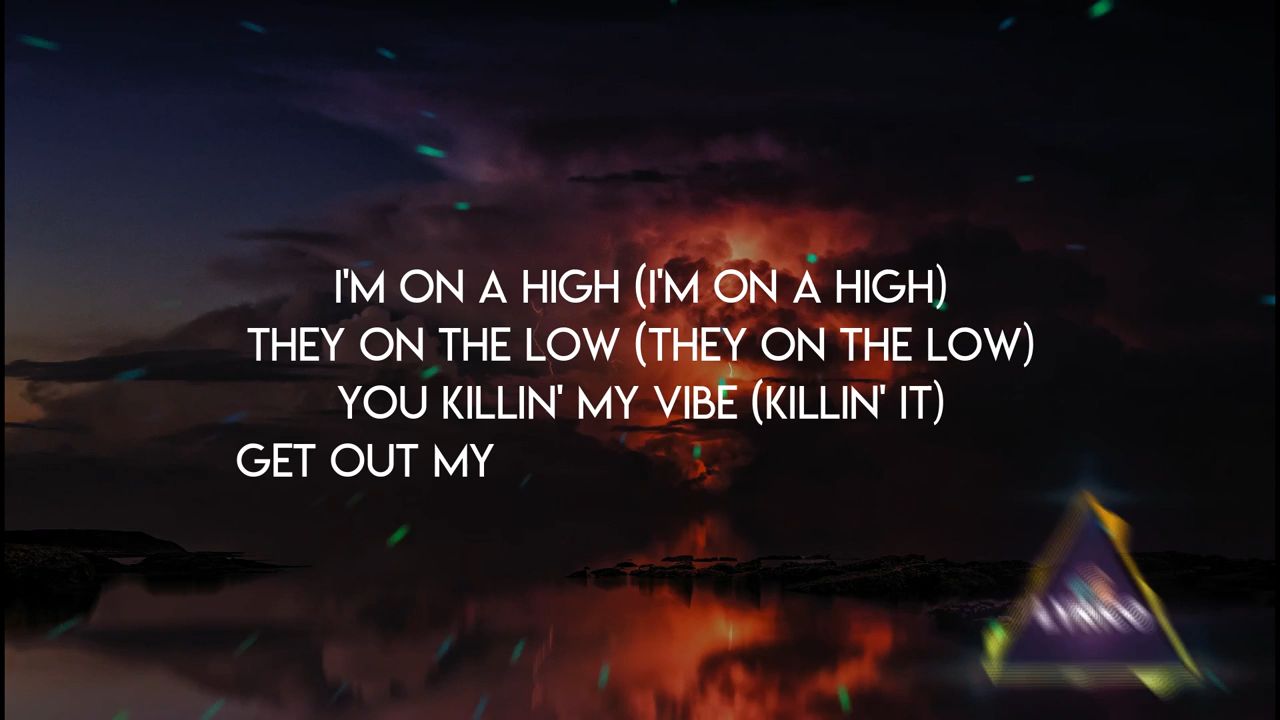 I'M ON A HIGH (I'M ON A HIGH)
THEY ON THE LOW (THEY ON THE LOW)
YOU KILLIN' MY VIBE (KILLIN' IT)
GET OUT MY